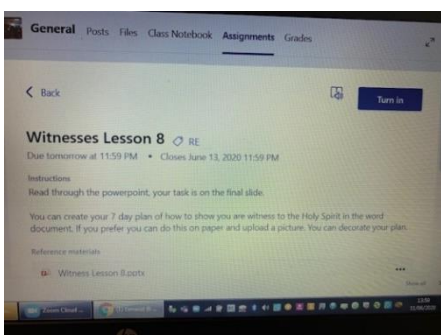 General Posts Files Class Notebook Assignments Grades
Back
Turn in
Witnesses Lesson 8 RE
Due tomorrow at 11:59 PM • Closes June 13, 2020 11:59 PM
Instructions
Read through the powerpoint, your task is on the final slide.
You can create your 7 day plan of how to show you are witness to the Holy Spirit in the word
document. If you prefer you can do this on paper and upload a picture. You can decorate your plan.
Reference materials
Witness Lesson 8.pptx
Zoom Cloud ...
13:59